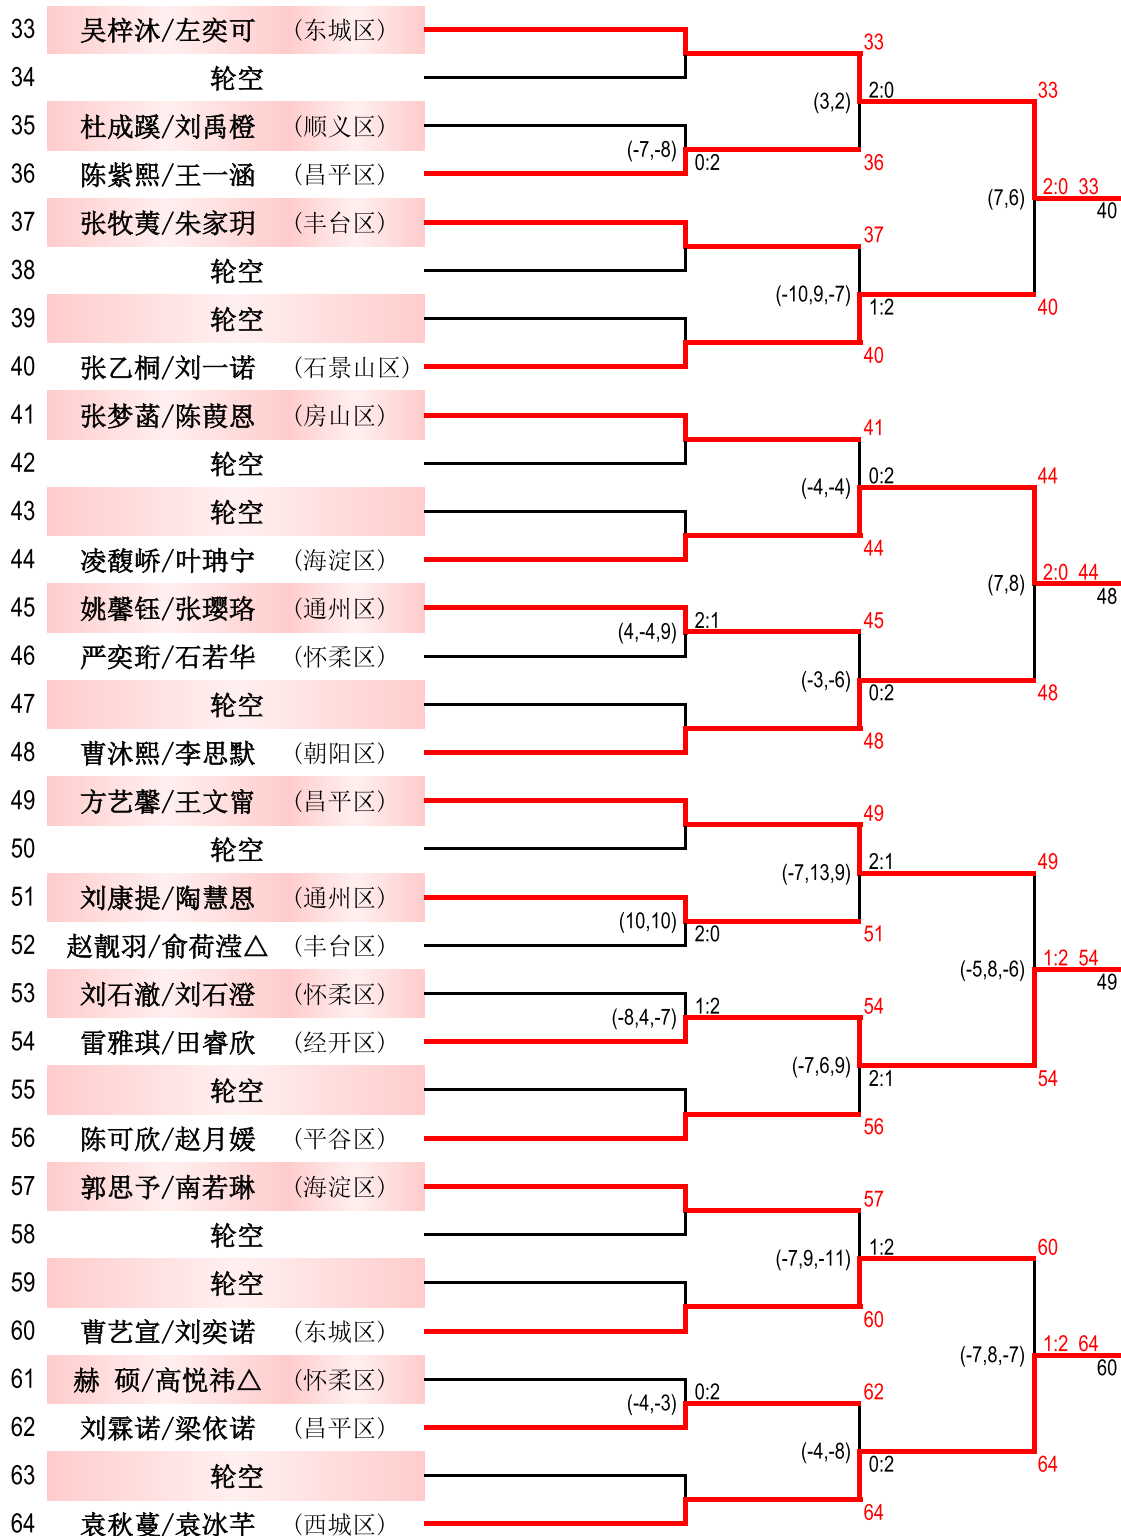 33 吴梓沐/左奕可 (东城区)
33
34 轮空
(3,2) 2:0 33
35 杜成蹊/刘禹橙 (顺义区)
(-7,-8) 0:2 36
36 陈紫熙/王一涵 (昌平区)
(7,6) 2:0 33
40
37 张牧荑/朱家玥 (丰台区)
37
38 轮空
(-10,9,-7) 1:2 40
39 轮空
40
40 张乙桐/刘一诺 (石景山区)
41 张梦菡/陈葭恩 (房山区)
41
42 轮空
(-4,-4) 0:2 44
43 轮空
44
44 凌馥峤/叶琲宁 (海淀区)
(7,8) 2:0 44
48
45 姚馨钰/张璎珞 (通州区)
(4,-4,9) 2:1 45
46 严奕珩/石若华 (怀柔区)
(-3,-6) 0:2 48
47 轮空
48
48 曹沐熙/李思默 (朝阳区)
49 方艺馨/王文甯 (昌平区)
49
50 轮空
(-7,13,9) 2:1 49
51 刘康提/陶慧恩 (通州区)
(10,10) 2:0 51
52 赵靓羽/俞荷滢△ (丰台区)
(-5,8,-6) 1:2 54
49
53 刘石澈/刘石澄 (怀柔区)
(-8,4,-7) 1:2 54
54 雷雅琪/田睿欣 (经开区)
(-7,6,9) 2:1 54
55 轮空
56
56 陈可欣/赵月媛 (平谷区)
57 郭思予/南若琳 (海淀区)
57
58 轮空
(-7,9,-11) 1:2 60
59 轮空
60
60 曹艺宣/刘奕诺 (东城区)
(-7,8,-7) 1:2 64
60
61 赫 硕/高悦祎△ (怀柔区)
(-4,-3) 0:2 62
62 刘霖诺/梁依诺 (昌平区)
(-4,-8) 0:2 64
63 轮空
64
64 袁秋蔓/袁冰芊 (西城区)